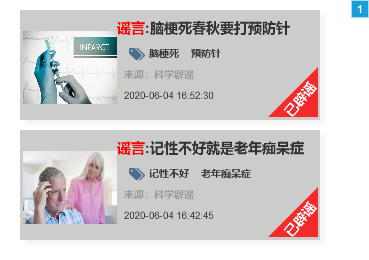 1
谣言:脑梗死春秋要打预防针
INFARCT
脑梗死 预防针
来源：科学辟谣
2020-06-04 16:52:30
已辟谣
谣言:记性不好就是老年痴呆症
记性不好 老年痴呆症
来源：科学辟谣
2020-06-04 16:42:45
已辟谣